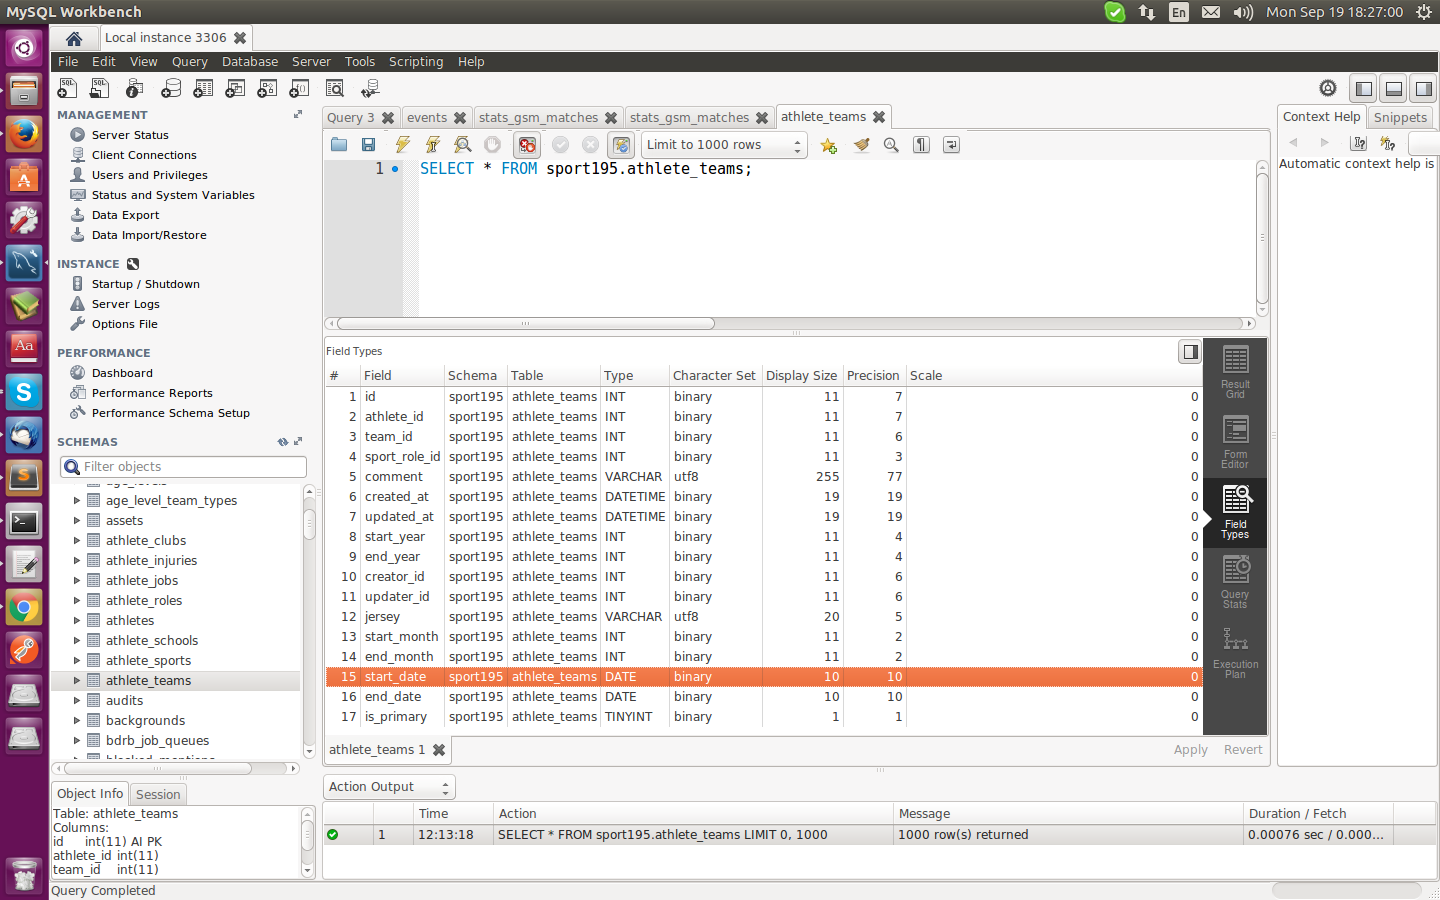 MySQL Workbench
En
Mon Sep 19 18:27:00
Local instance 3306
File Edit View Query Database Server Tools Scripting Help
MANAGEMENT
Server Status
Client Connections
Users and Privileges
Status and System Variables
Data Export
Data Import/Restore
INSTANCE
Startup / Shutdown
Server Logs
Options File
PERFORMANCE
Dashboard
Performance Reports
Performance Schema Setup
SCHEMAS
Filter objects
age_level_team_types
assets
athlete_clubs
athlete_injuries
athlete_jobs
athlete_roles
athletes
athlete_schools
athlete_sports
athlete_teams
audits
backgrounds
bdrb_job_queues
Object Info Session
Table: athlete_teams
Columns:
id int(11) AI PK
athlete_id int(11)
team_id int(11)
Query Completed
Query 3 events stats_gsm_matches stats_gsm_matches athlete_teams
Limit to 1000 rows
1 SELECT * FROM sport195.athlete_teams;
Field Types
# Field Schema Table Type Character Set Display Size Precision Scale
1 id sport195 athlete_teams INT binary 11 7 0
2 athlete_id sport195 athlete_teams INT binary 11 7 0
3 team_id sport195 athlete_teams INT binary 11 6 0
4 sport_role_id sport195 athlete_teams INT binary 11 3 0
5 comment sport195 athlete_teams VARCHAR utf8 255 77 0
6 created_at sport195 athlete_teams DATETIME binary 19 19 0
7 updated_at sport195 athlete_teams DATETIME binary 19 19 0
8 start_year sport195 athlete_teams INT binary 11 4 0
9 end_year sport195 athlete_teams INT binary 11 4 0
10 creator_id sport195 athlete_teams INT binary 11 6 0
11 updater_id sport195 athlete_teams INT binary 11 6 0
12 jersey sport195 athlete_teams VARCHAR utf8 20 5 0
13 start_month sport195 athlete_teams INT binary 11 2 0
14 end_month sport195 athlete_teams INT binary 11 2 0
15 start_date sport195 athlete_teams DATE binary 10 10 0
16 end_date sport195 athlete_teams DATE binary 10 10 0
17 is_primary sport195 athlete_teams TINYINT binary 1 1 0
Result
Grid
Form
Editor
Field
Types
Query
Stats
Execution
Plan
athlete_teams 1
Apply Revert
Action Output
Time Action Message Duration / Fetch
1 12:13:18 SELECT * FROM sport195.athlete_teams LIMIT 0, 1000 1000 row(s) returned 0.00076 sec / 0.000...
Context Help Snippets
Automatic context help is